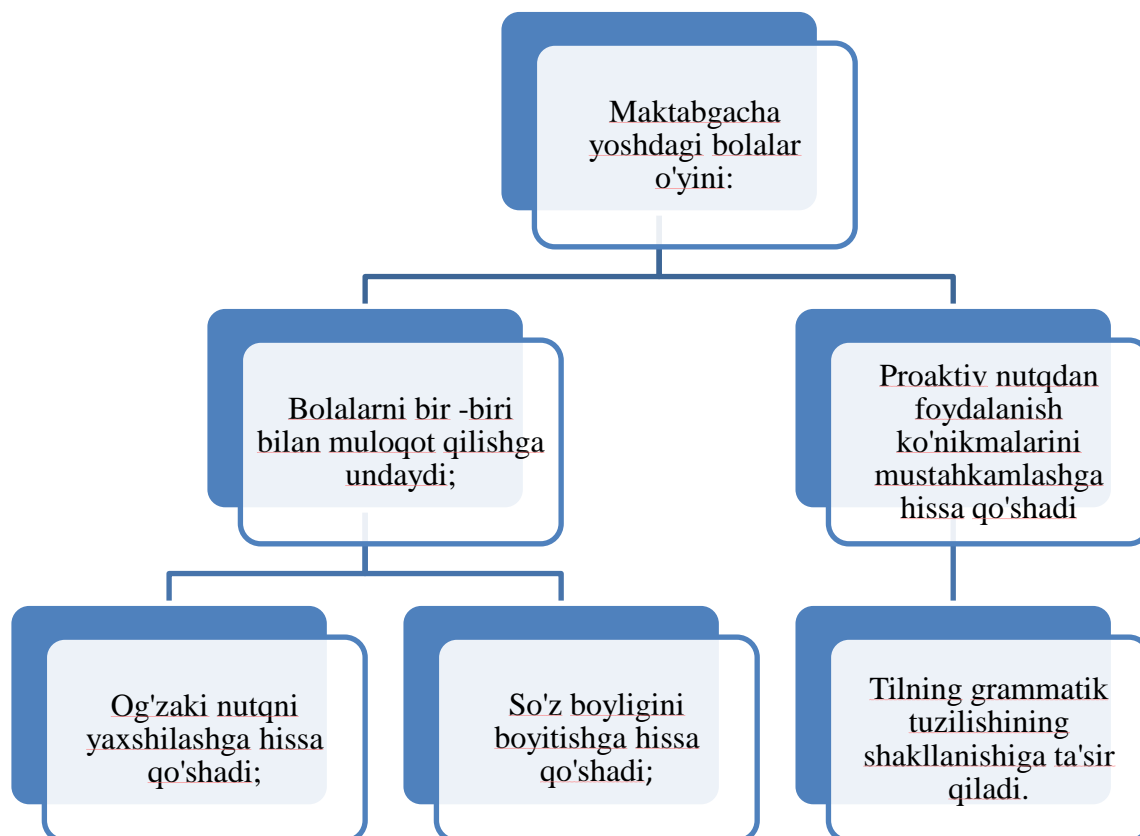 Maktabgacha
yoshdagi bolalar
o'yini:
Bolalarni bir -biri
bilan muloqot qilishga
undaydi;
Proaktiv nutqdan
foydalanish
ko'nikmalarini
mustahkamlashga
hissa qo'shadi
Og'zaki nutqni
yaxshilashga hissa
qo'shadi;
So'z boyligini
boyitishga hissa
qo'shadi;
Tilning grammatik
tuzilishining
shakllanishiga ta'sir
qiladi.